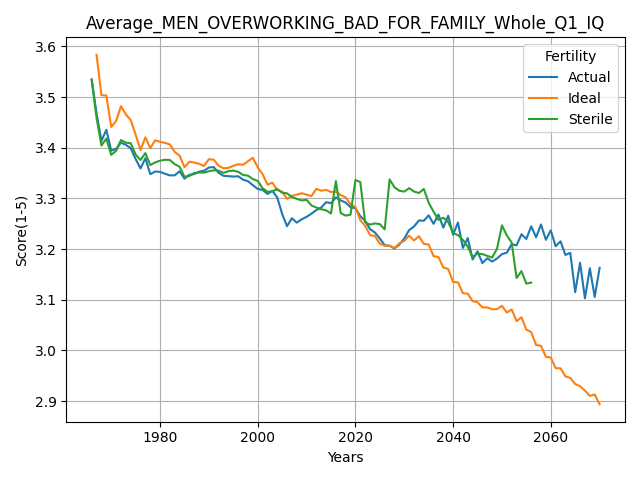 Average_MEN_OVERWORKING_BAD_FOR_FAMILY_Whole_Q1_IQ
Fertility
Actual
Ideal
Sterile
Score(1-5)
3.6
3.5
3.4
3.3
3.2
3.1
3.0
2.9
1980 2000 2020 2040 2060
Years